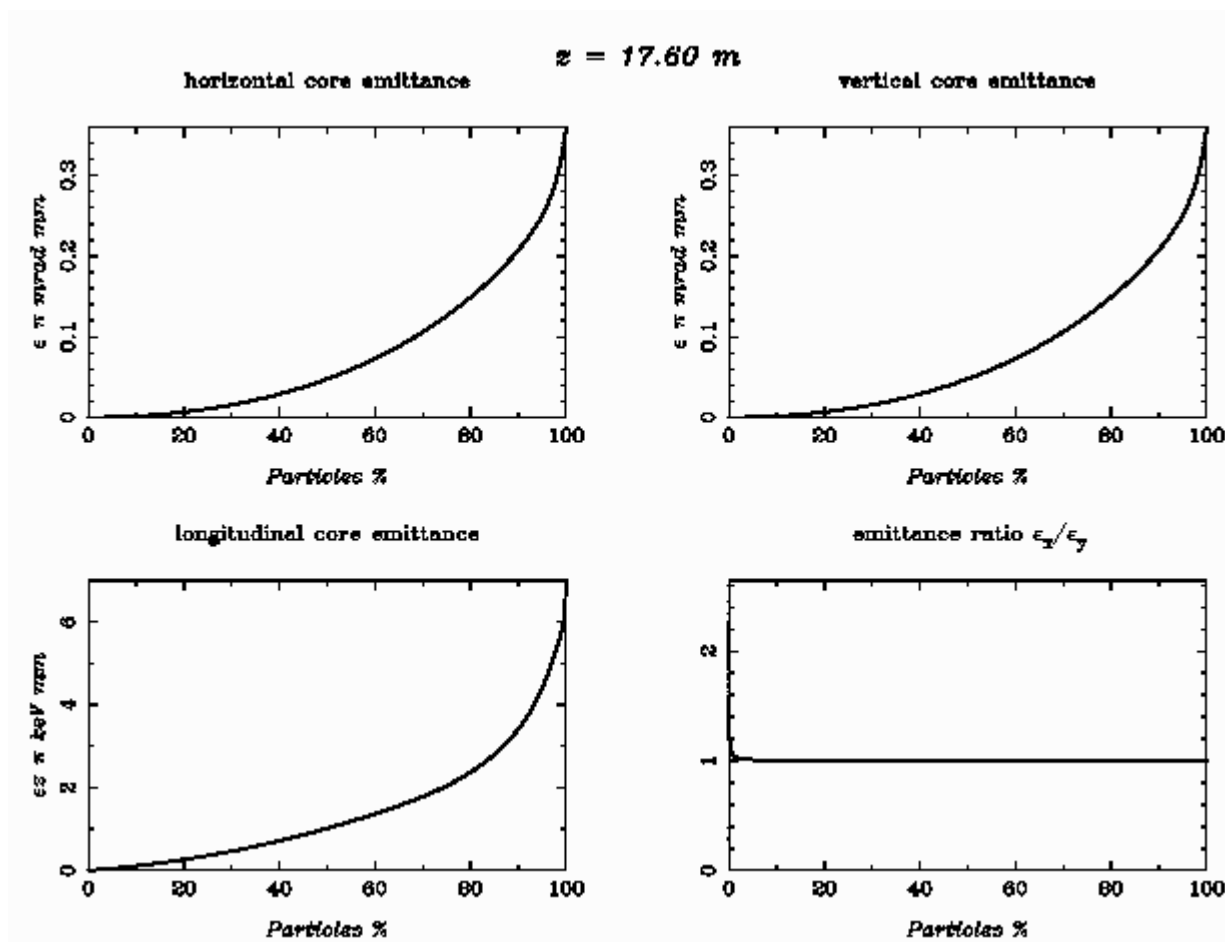 z = 17.60 m
horizontal core emittance
0.3
0.2
0.1
0
ϵ π mrad mm
0 20 40 60 80 100
Particles %
vertical core emittance
0.3
0.2
0.1
0
ϵ π mrad mm
0 20 40 60 80 100
Particles %
longitudinal core emittance
6
4
2
0
ϵz π keV mm
0 20 40 60 80 100
Particles %
emittance ratio ϵx/ϵy
2
1
0
0 20 40 60 80 100
Particles %